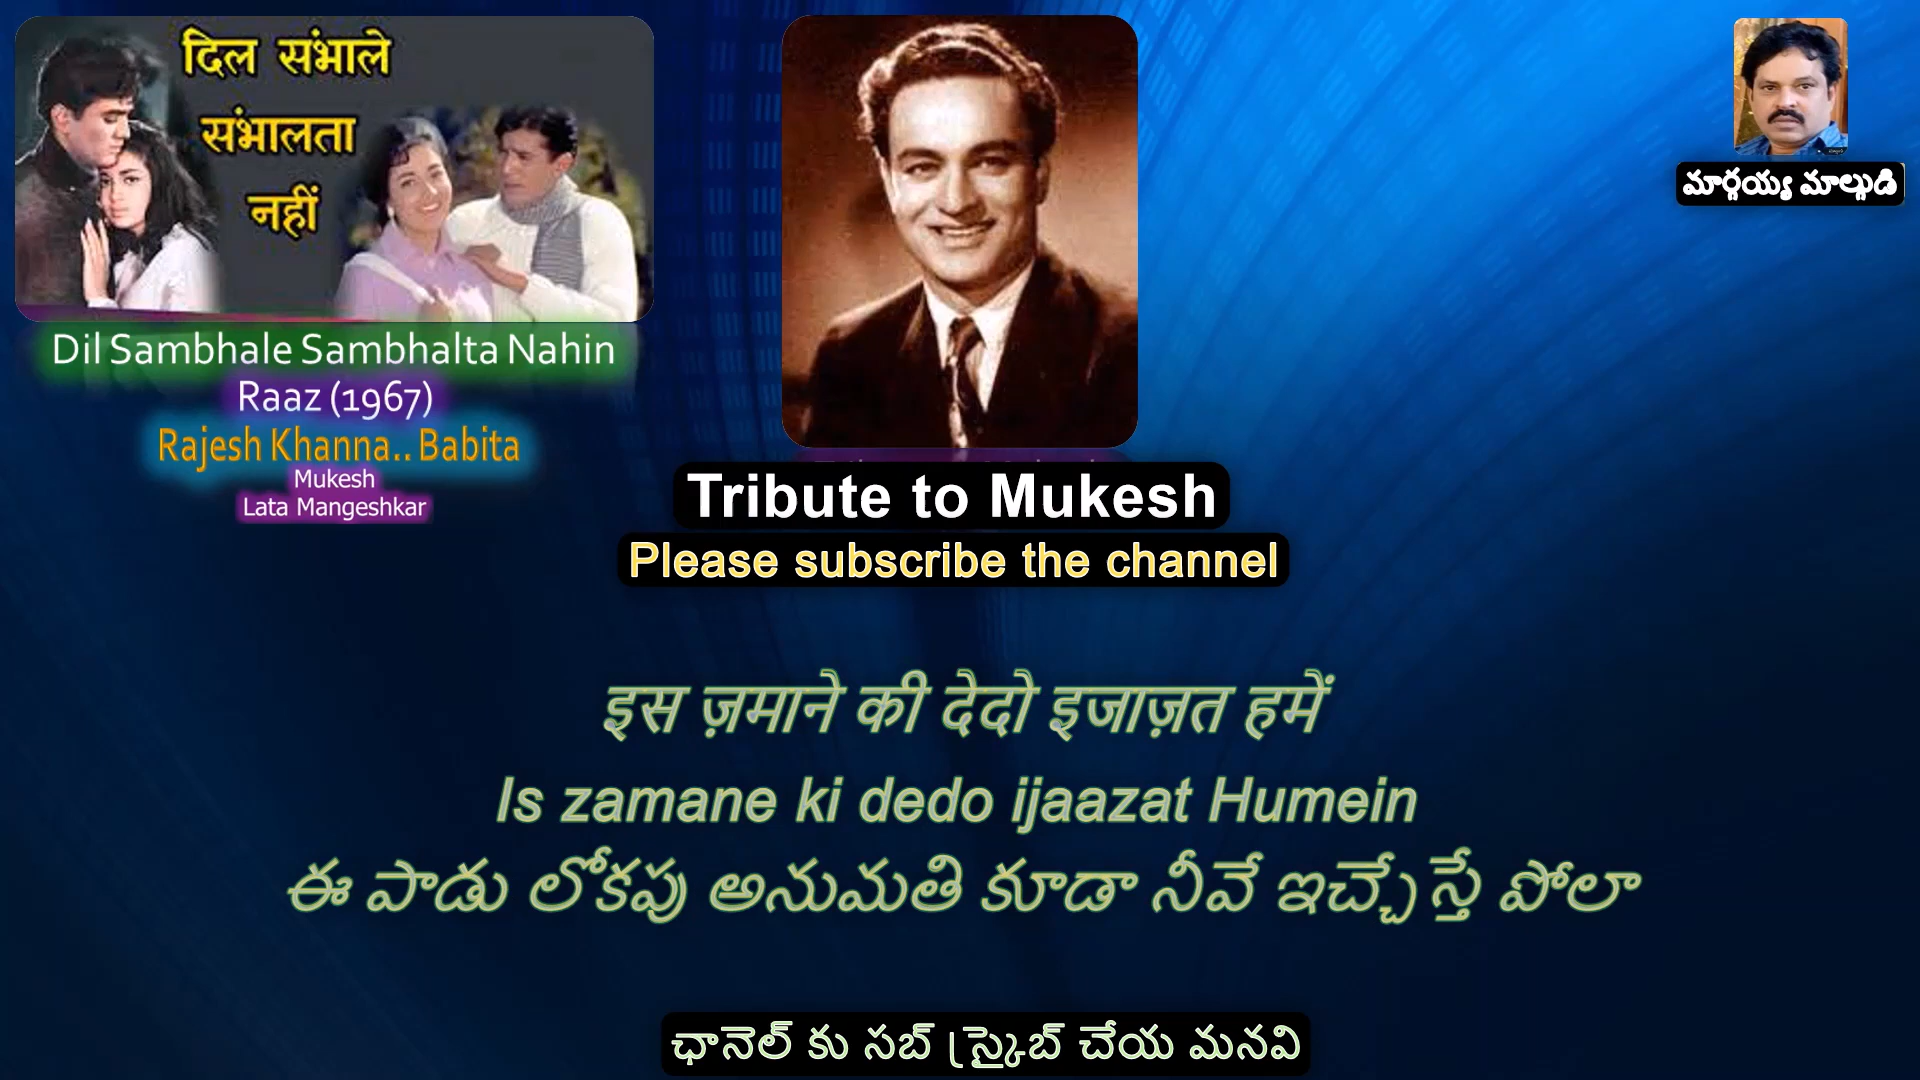 दिल संभाले
संभालता
नहीं
Dil Sambhale Sambhalta Nahin
Raaz (1967)
Rajesh Khanna.. Babita
Mukesh
Lata Mangeshkar
Tribute to Mukesh
Please subscribe the channel
మార్గయ్య మాల్గుడి
इस ज़माने की देदो इजाज़त हमें
Is zamane ki dedo ijaazat Humein
ఈ పాడు లోకపు అనుమతి కూడా నీవే ఇచ్చేస్తే పోలా
ఛానెల్ కు సబ్ స్క్రైబ్ చేయ మనవి